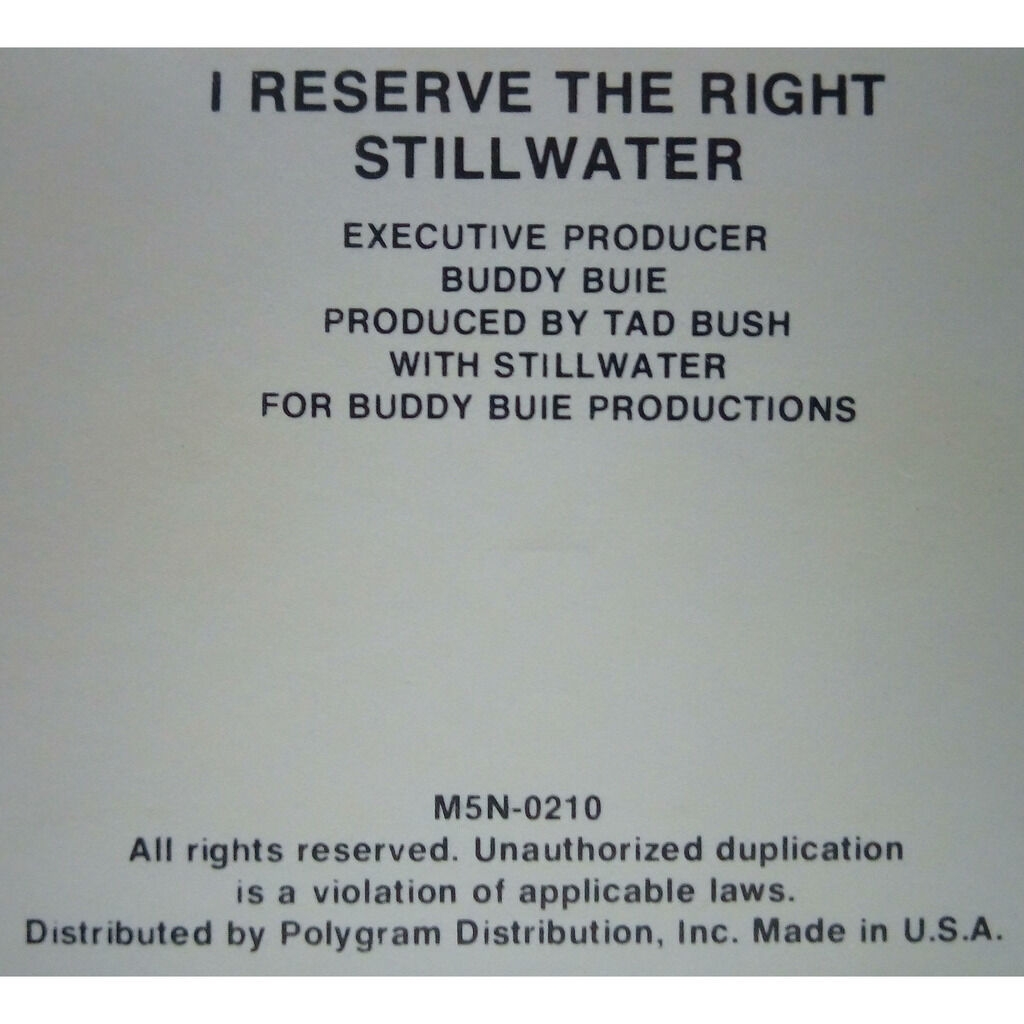 I RESERVE THE RIGHT
STILLWATER
EXECUTIVE PRODUCER
BUDDY BUIE
PRODUCED BY TAD BUSH
WITH STILLWATER
FOR BUDDY BUIE PRODUCTIONS
M5N-0210
All rights reserved. Unauthorized duplication
is a violation of applicable laws.
Distributed by Polygram Distribution, Inc. Made in U.S.A.